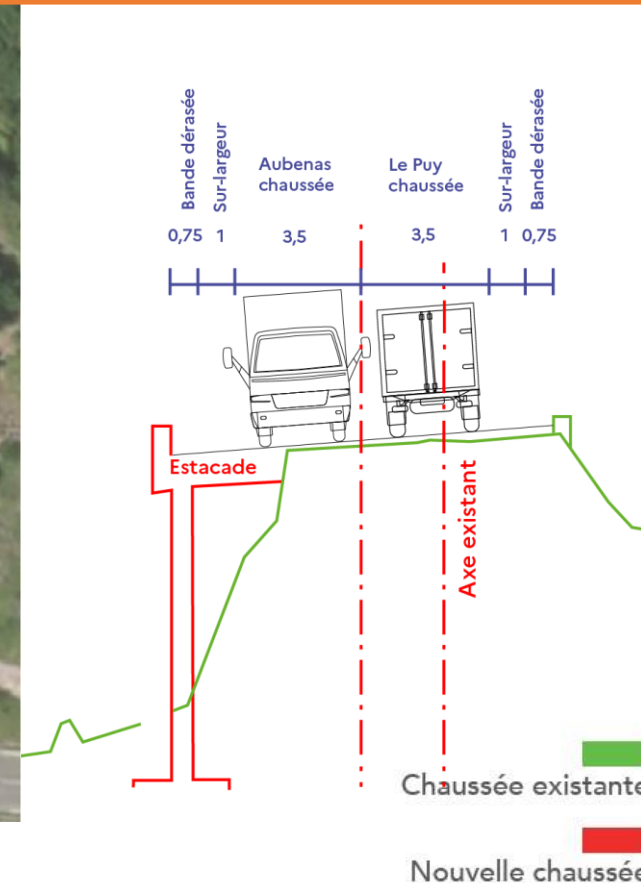 Bande dérasée
Sur-largeur
Aubenas
chaussée
Le Puy
chaussée
Sur-largeur
Bande dérasée
0,75 1 3,5 3,5 1 0,75
Estacade
Axe existant
Chaussée existante
Nouvelle chaussée